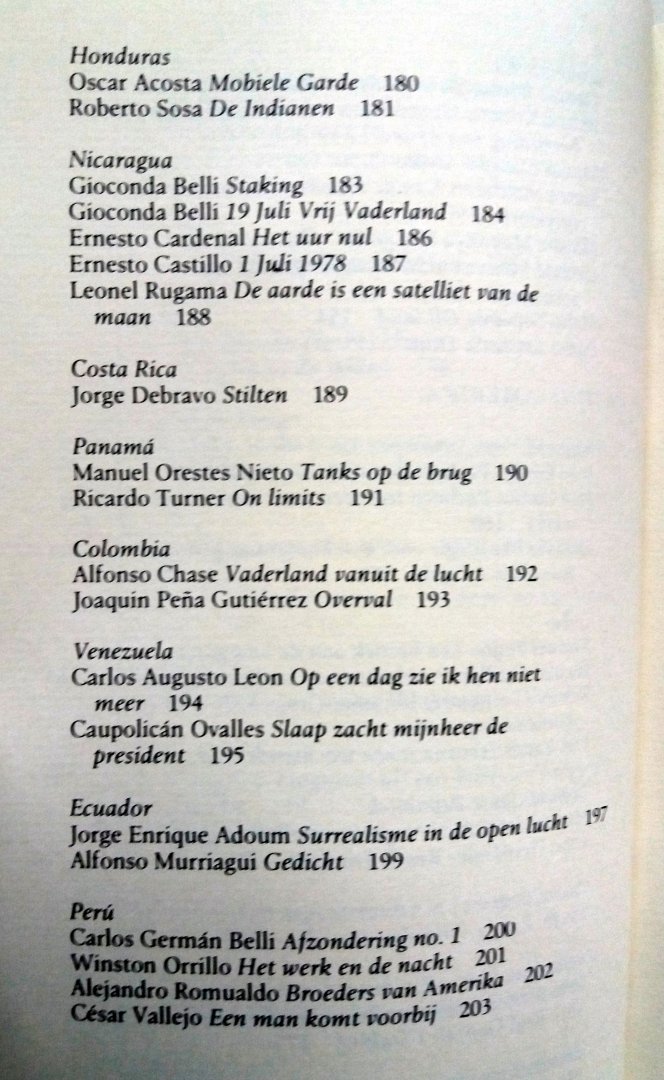 Honduras
Oscar Acosta Mobiele Garde 180
Roberto Sosa De Indianen 181
Nicaragua
Gioconda Belli Staking 183
Gioconda Belli 19 Juli Vrij Vaderland 184
Ernesto Cardenal Het uur nul 186
Ernesto Castillo 1 Juli 1978 187
Leonel Rugama De aarde is een satelliet van de
maan 188
Costa Rica
Jorge Debravo Stilten 189
Panamá
Manuel Orestes Nieto Tanks op de brug 190
Ricardo Turner On limits 191
Colombia
Alfonso Chase Vaderland vanuit de lucht 192
Joaquin Peña Gutiérrez Overval 193
Venezuela
Carlos Augusto Leon Op een dag zie ik hen niet
meer 194
Caupolicán Ovalles Slaap zacht mijnheer de
president 195
Ecuador
Jorge Enrique Adoum Surrealisme in de open lucht 197
Alfonso Murriagui Gedicht 199
Perú
Carlos Germán Belli Afzondering no. 1 200
Winston Orrillo Het werk en de nacht 201
Alejandro Romualdo Broeders van Amerika 202
César Vallejo Een man komt voorbij 203